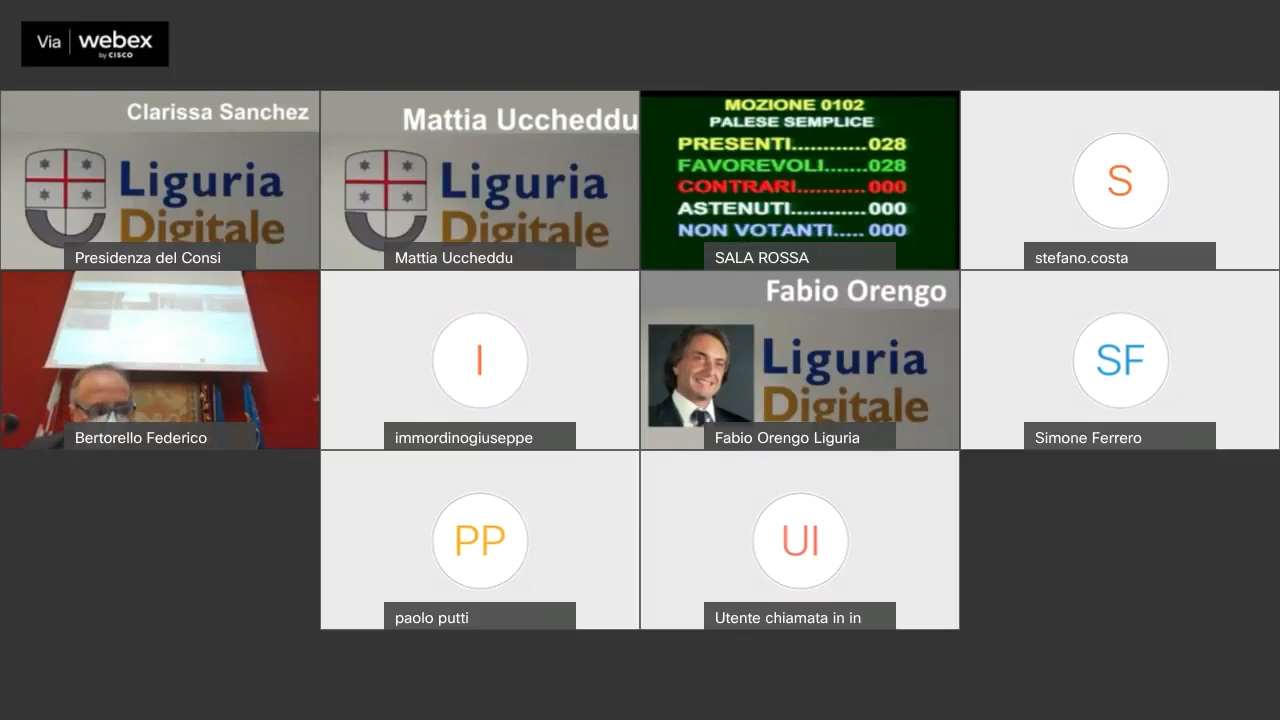 Via webex
by CISCO
Clarissa Sanchez
Liguria
Digitale
Presidenza del Consi
Mattia Uccheddu
Liguria
Digitale
Mattia Uccheddu
MOZIONE 0102
PALESE SEMPLICE
PRESENTI............028
FAVOREVOLI......028
CONTRARI..........000
ASTENUTI............000
NON VOTANTI..... 000
SALA ROSSA
S
stefano.costa
Bertorello Federico
I
immordinogiuseppe
Fabio Orengo
Liguria
Digitale
Fabio Orengo Liguria
SF
Simone Ferrero
PP
paolo putti
UI
Utente chiamata in in